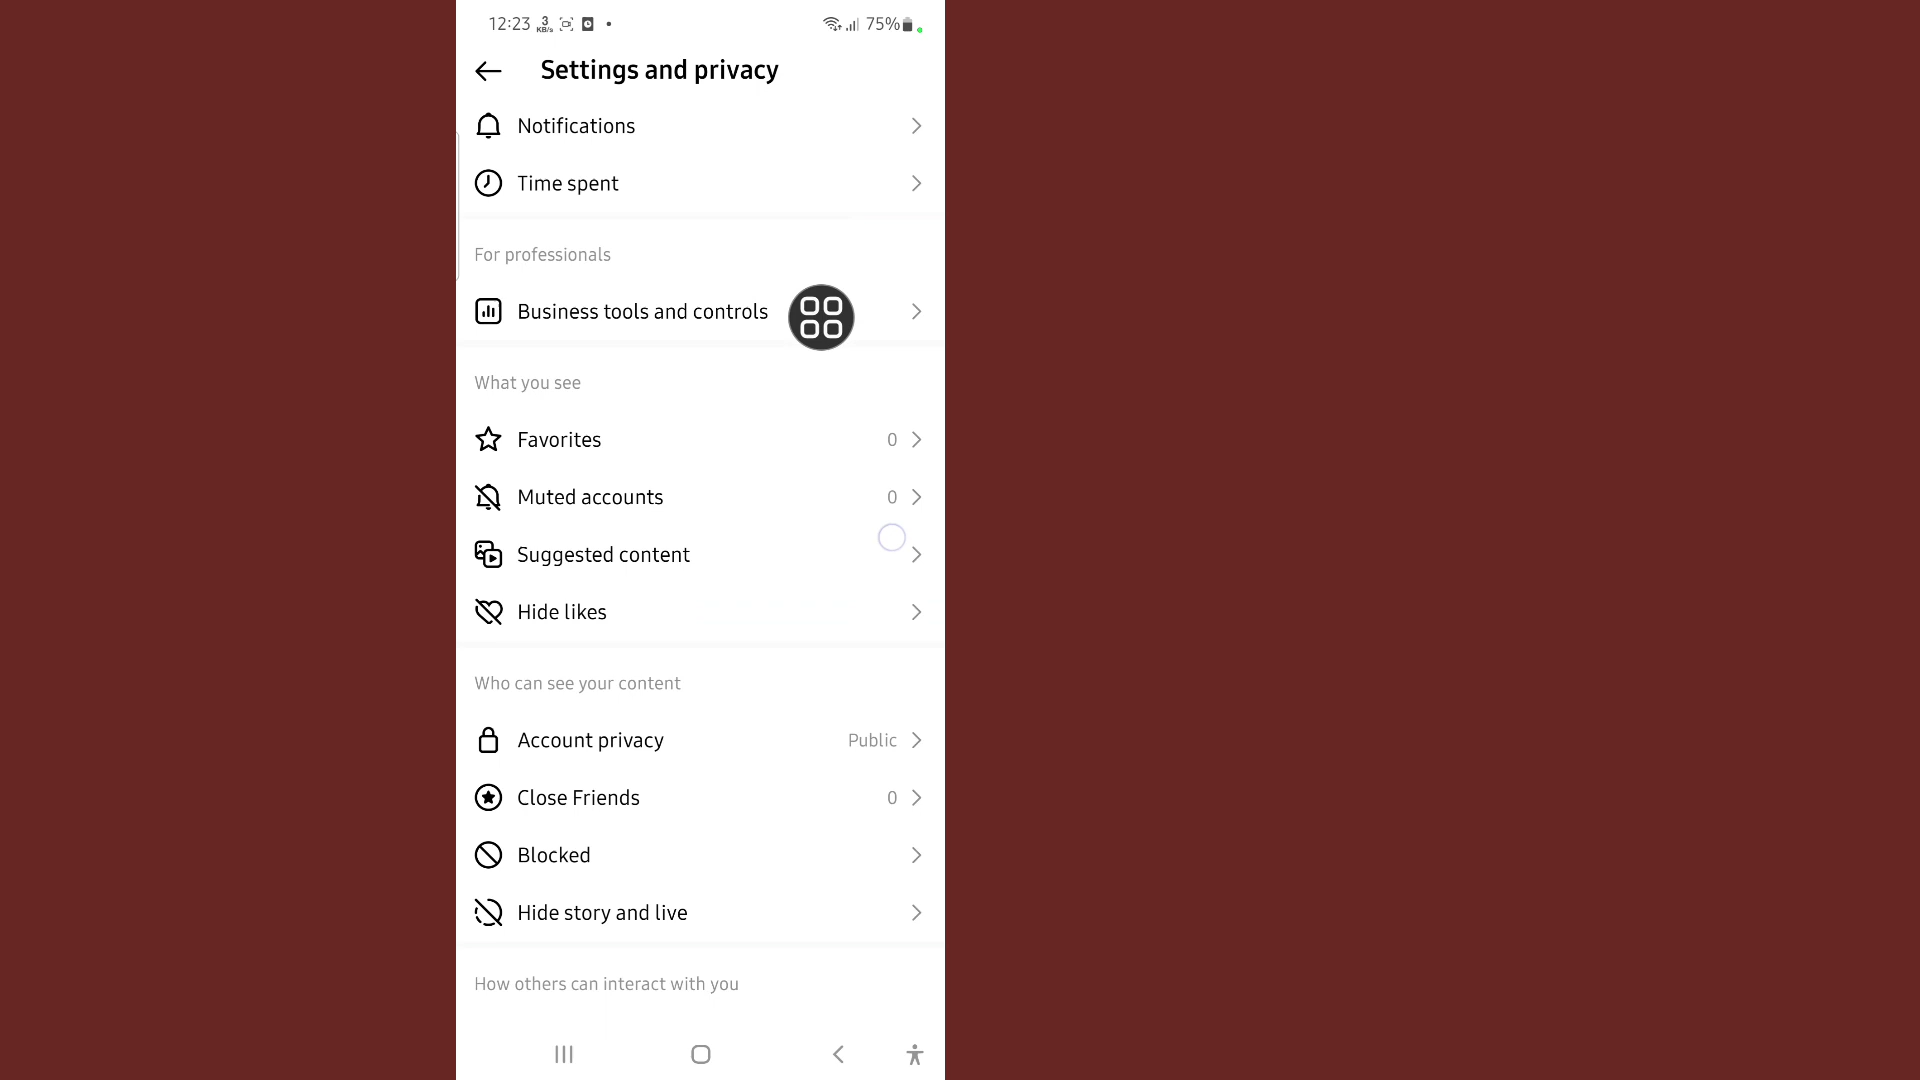 12:23 3 KB/s 75%
Settings and privacy
Notifications
Time spent
For professionals
Business tools and controls
What you see
Favorites 0
Muted accounts 0
Suggested content
Hide likes
Who can see your content
Account privacy Public
Close Friends 0
Blocked
Hide story and live
How others can interact with you